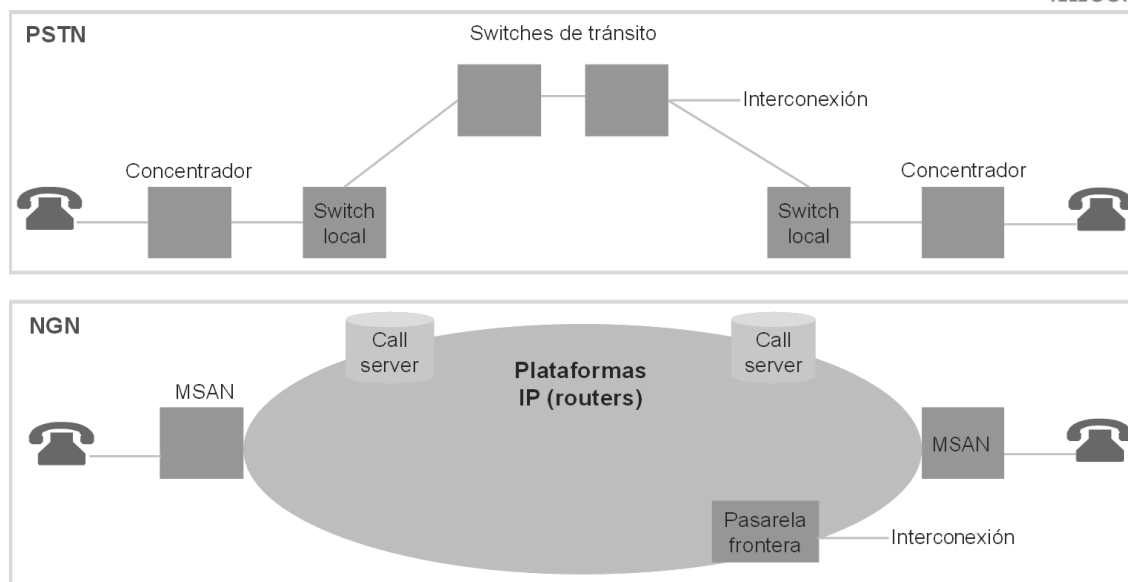 PSTN
Switches de tránsito
Interconexión
Concentrador
Concentrador
Switch
local
Switch
local
NGN
Call
server
Call
server
Plataformas
IP (routers)
MSAN
MSAN
Pasarela
frontera
Interconexión